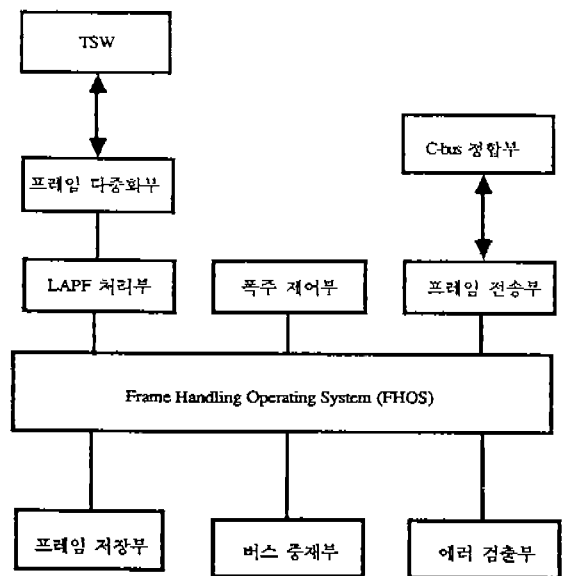 TSW
C-bus 정합부
프레임 다중화부
LAPF 처리부
폭주 제어부
프레임 전송부
Frame Handling Operating System (FHOS)
프레임 저장부
버스 중재부
에러 검출부